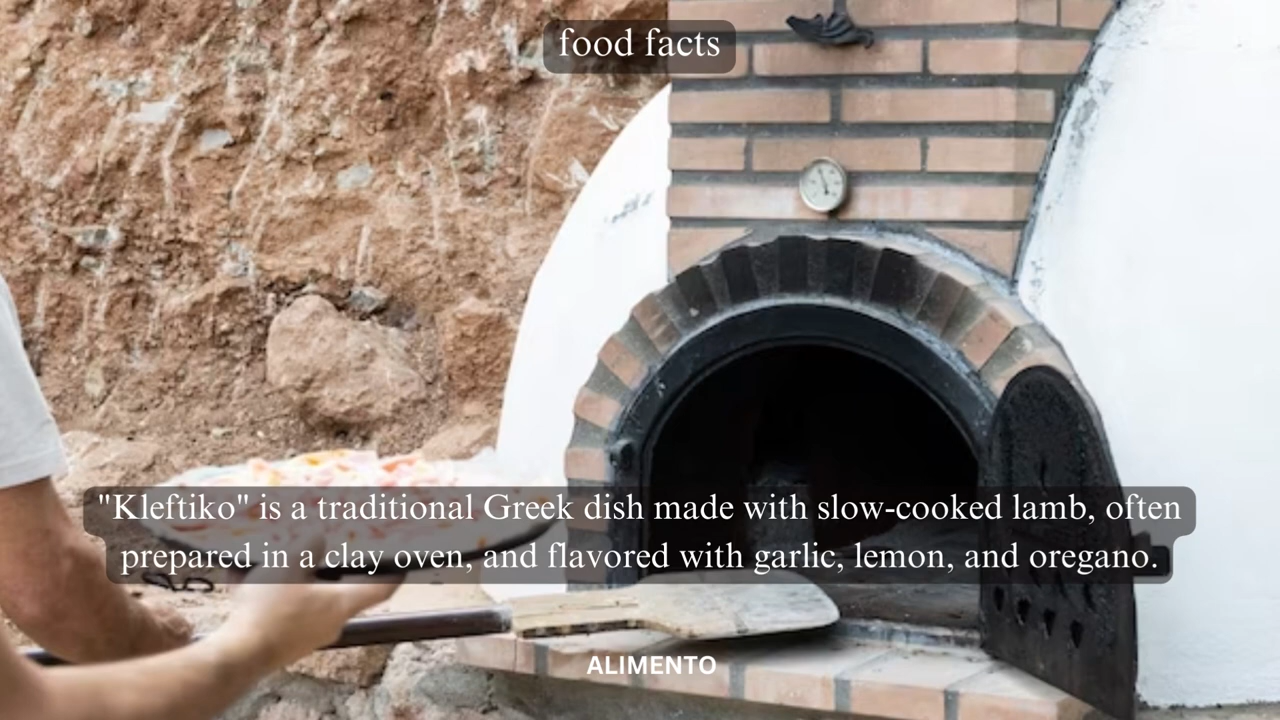 food facts
"Kleftiko" is a traditional Greek dish made with slow-cooked lamb, often
prepared in a clay oven, and flavored with garlic, lemon, and oregano.
ALIMENTO